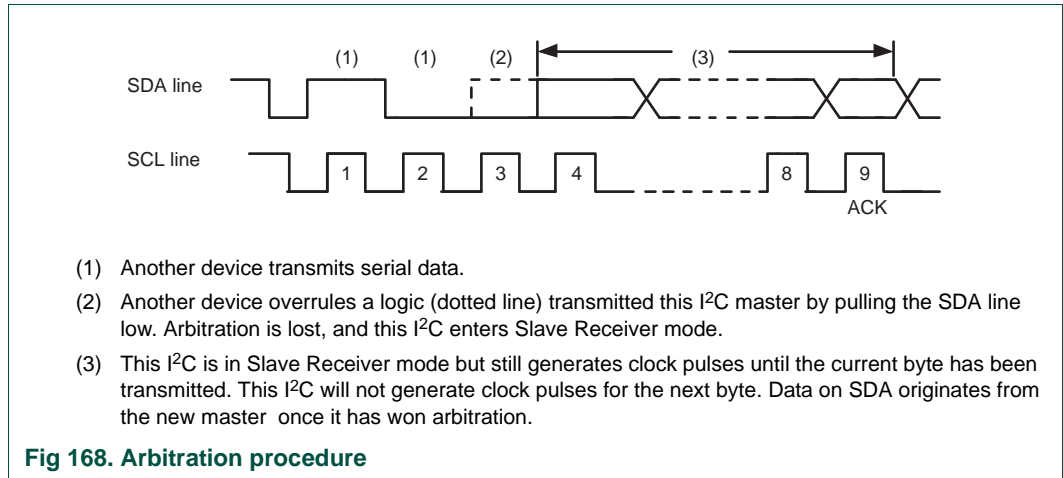 (1) (1) (2) (3)
SDA line
SCL line
1 2 3 4 8 9
ACK
(1) Another device transmits serial data.
(2) Another device overrules a logic (dotted line) transmitted this I2C master by pulling the SDA line
low. Arbitration is lost, and this I2C enters Slave Receiver mode.
(3) This I2C is in Slave Receiver mode but still generates clock pulses until the current byte has been
transmitted. This I2C will not generate clock pulses for the next byte. Data on SDA originates from
the new master once it has won arbitration.
Fig 168. Arbitration procedure